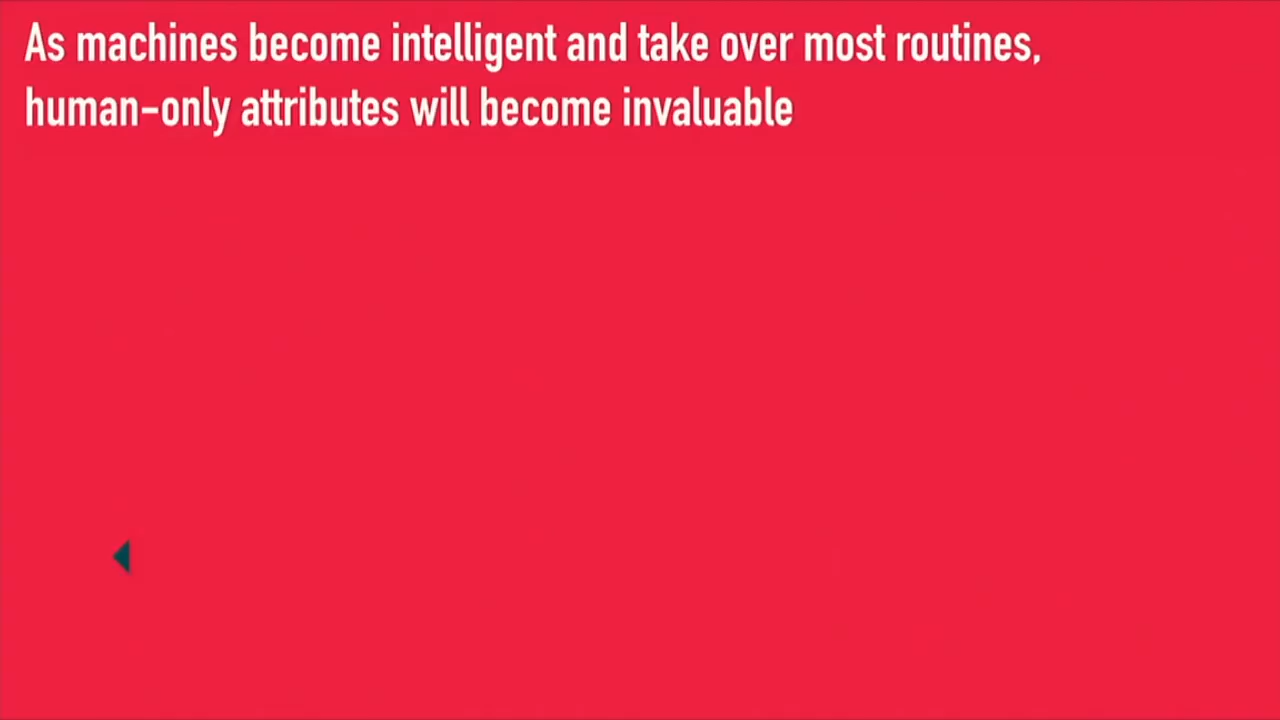 As machines become intelligent and take over most routines,
human-only attributes will become invaluable